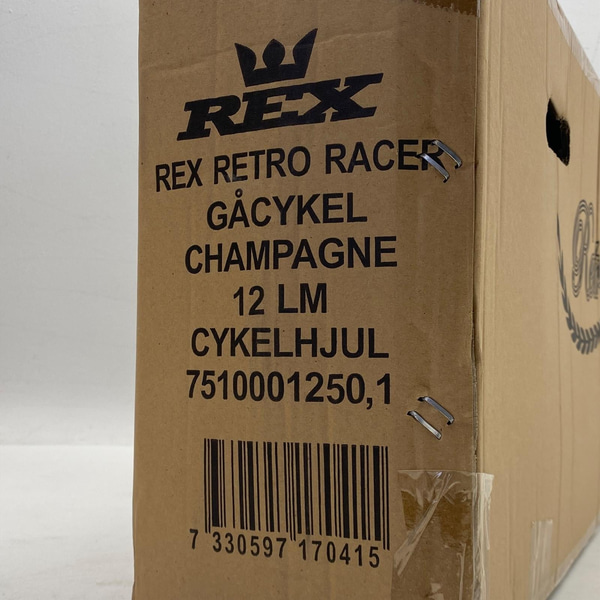 REX
REX RETRO RACER
GÅCYKEL
CHAMPAGNE
12 LM
CYKELHJUL
7510001250,1
7 330597 170415